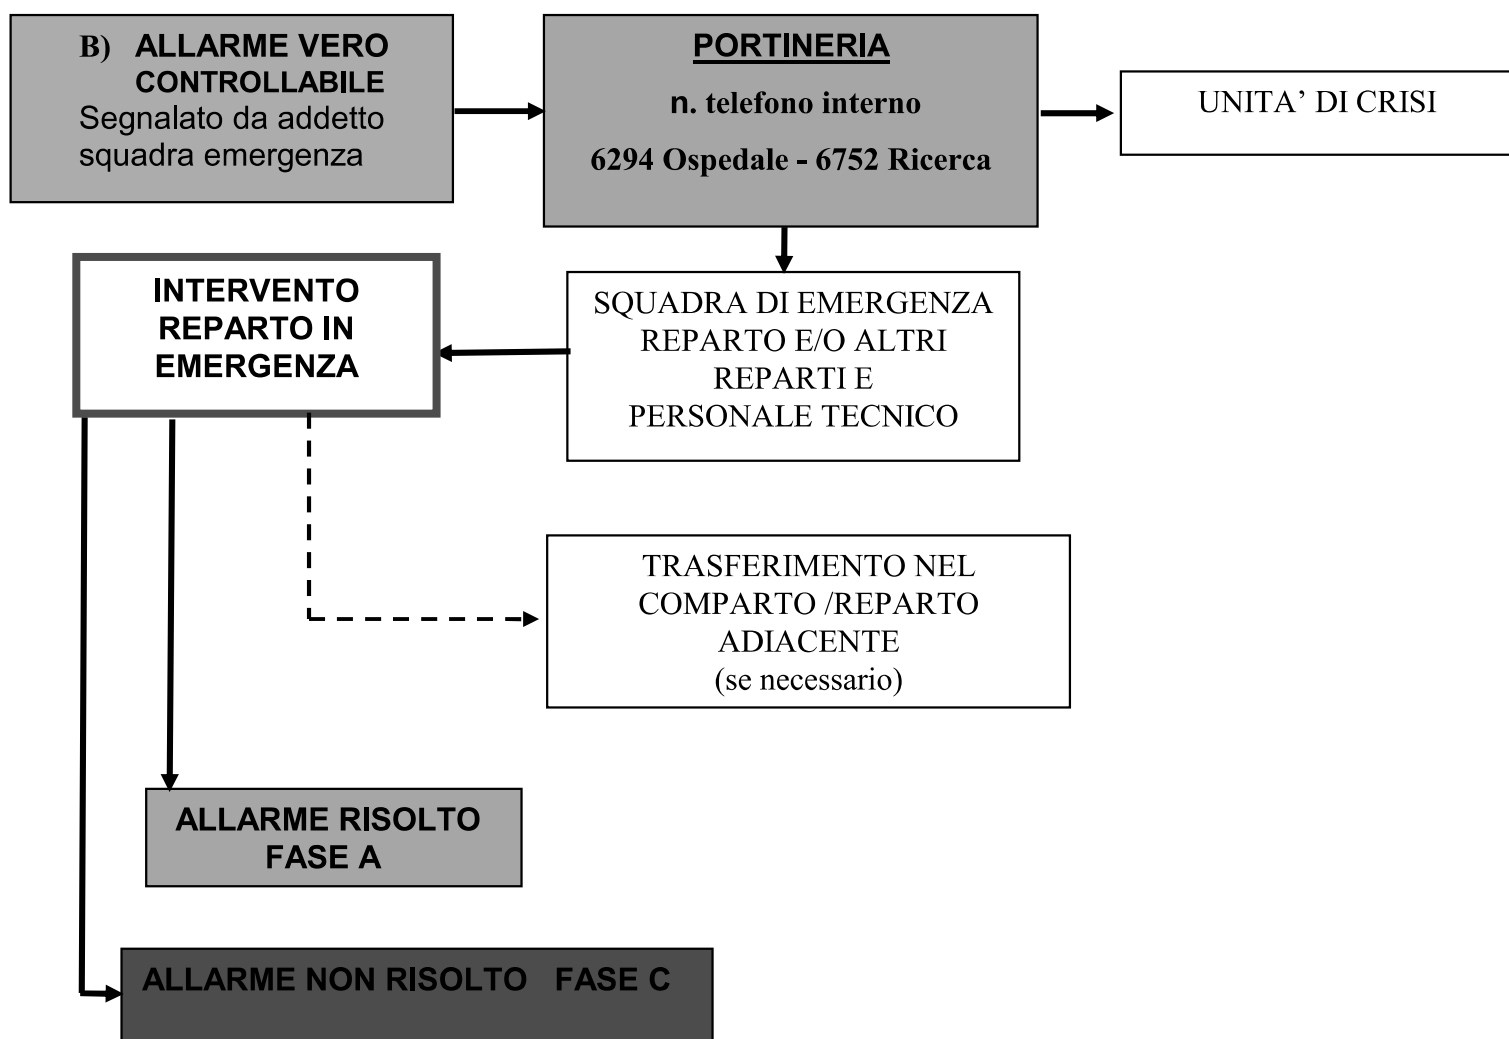 B) ALLARME VERO
CONTROLLABILE
Segnalato da addetto
squadra emergenza
PORTINERIA
n. telefono interno
6294 Ospedale - 6752 Ricerca
UNITA’ DI CRISI
INTERVENTO
REPARTO IN
EMERGENZA
SQUADRA DI EMERGENZA
REPARTO E/O ALTRI
REPARTI E
PERSONALE TECNICO
TRASFERIMENTO NEL
COMPARTO /REPARTO
ADIACENTE
(se necessario)
ALLARME RISOLTO
FASE A
ALLARME NON RISOLTO FASE C